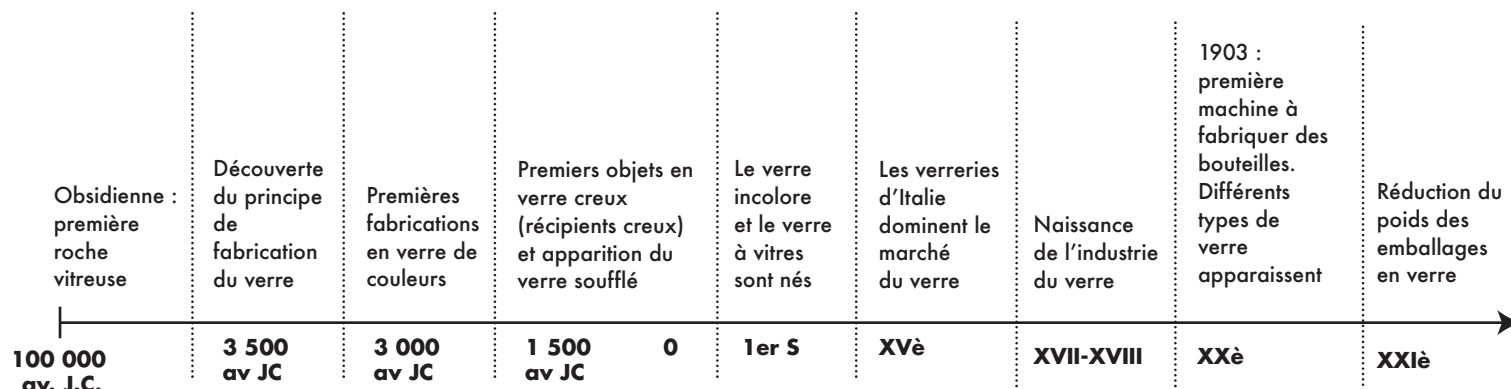 Obsidienne :
première
roche
vitreuse
Découverte
du principe
de
fabrication
du verre
Premières
fabrications
en verre de
couleurs
Premiers objets en
verre creux
(récipients creux)
et apparition du
verre soufflé
Le verre
incolore
et le verre
à vitres
sont nés
Les verreries
d’Italie
dominent le
marché
du verre
Naissance
de l’industrie
du verre
1903 :
première
machine à
fabriquer des
bouteilles.
Différents
types de
verre
apparaissent
Réduction du
poids des
emballages
en verre
100 000
av. J.C.
3 500
av JC
3 000
av JC
1 500
av JC
0
1er S
XVè
XVII-XVIII
XXè
XXIè